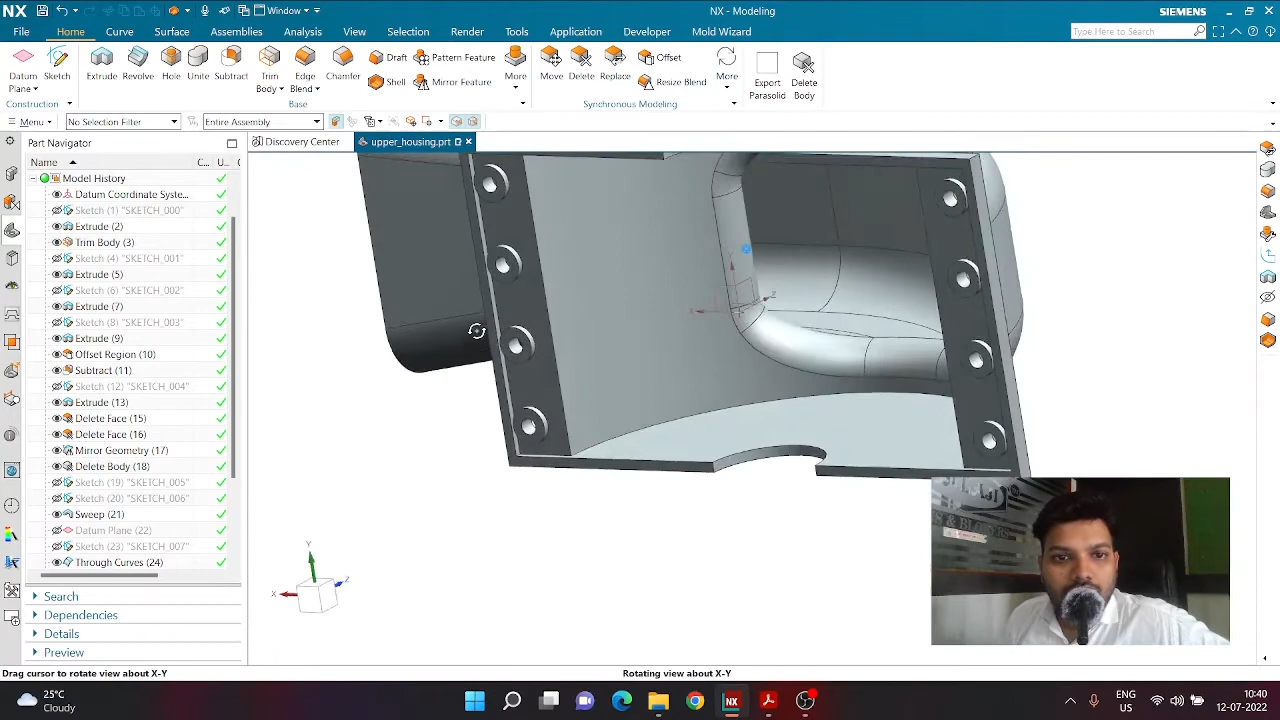 NX Window NX - Modeling SIEMENS
File Home Curve Surface Assemblies Analysis View Selection Render Tools Application Developer Mold Wizard Type Here to Search
Datum Plane Sketch Extrude Revolve Hole Unite Subtract Trim Body Edge Blend Chamfer Draft Shell Pattern Feature Mirror Feature More Move Delete Replace Offset Resize Blend More Export Parasolid Delete Body
Construction Base Synchronous Modeling
Menu No Selection Filter Entire Assembly
Part Navigator Discovery Center upper_housing.prt
Name C... U...
Model History
Datum Coordinate Syste...
Sketch (1) "SKETCH_000"
Extrude (2)
Trim Body (3)
Sketch (4) "SKETCH_001"
Extrude (5)
Sketch (6) "SKETCH_002"
Extrude (7)
Sketch (8) "SKETCH_003"
Extrude (9)
Offset Region (10)
Subtract (11)
Sketch (12) "SKETCH_004"
Extrude (13)
Delete Face (15)
Delete Face (16)
Mirror Geometry (17)
Delete Body (18)
Sketch (19) "SKETCH_005"
Sketch (20) "SKETCH_006"
Sweep (21)
Datum Plane (22)
Sketch (23) "SKETCH_007"
Through Curves (24)
Search
Dependencies
Details
Preview
X Z
Y
X Z
Drag cursor to rotate view about X-Y Rotating view about X-Y
25°C
Cloudy
NX
ENG
US
10:40
12-07-2022